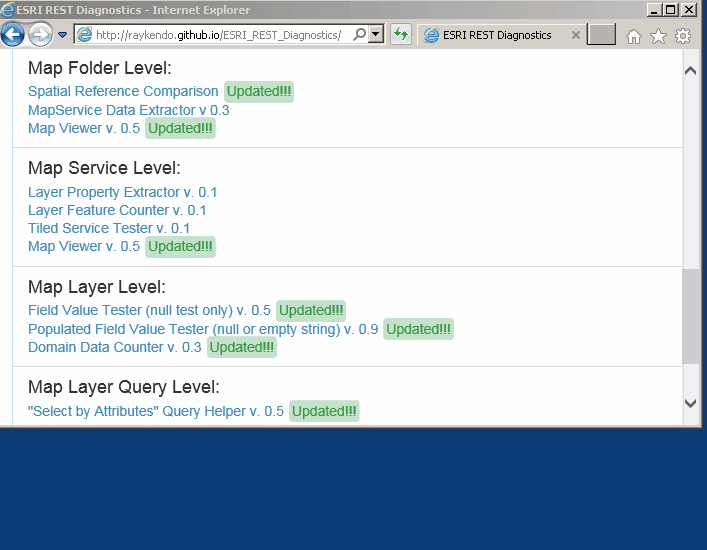 ESRI REST Diagnostics - Internet Explorer
http://raykendo.github.io/ESRI_REST_Diagnostics/
ESRI REST Diagnostics
Map Folder Level:
Spatial Reference Comparison Updated!!!
MapService Data Extractor v 0.3
Map Viewer v. 0.5 Updated!!!
Map Service Level:
Layer Property Extractor v. 0.1
Layer Feature Counter v. 0.1
Tiled Service Tester v. 0.1
Map Viewer v. 0.5 Updated!!!
Map Layer Level:
Field Value Tester (null test only) v. 0.5 Updated!!!
Populated Field Value Tester (null or empty string) v. 0.9 Updated!!!
Domain Data Counter v. 0.3 Updated!!!
Map Layer Query Level:
"Select by Attributes" Query Helper v. 0.5 Updated!!!